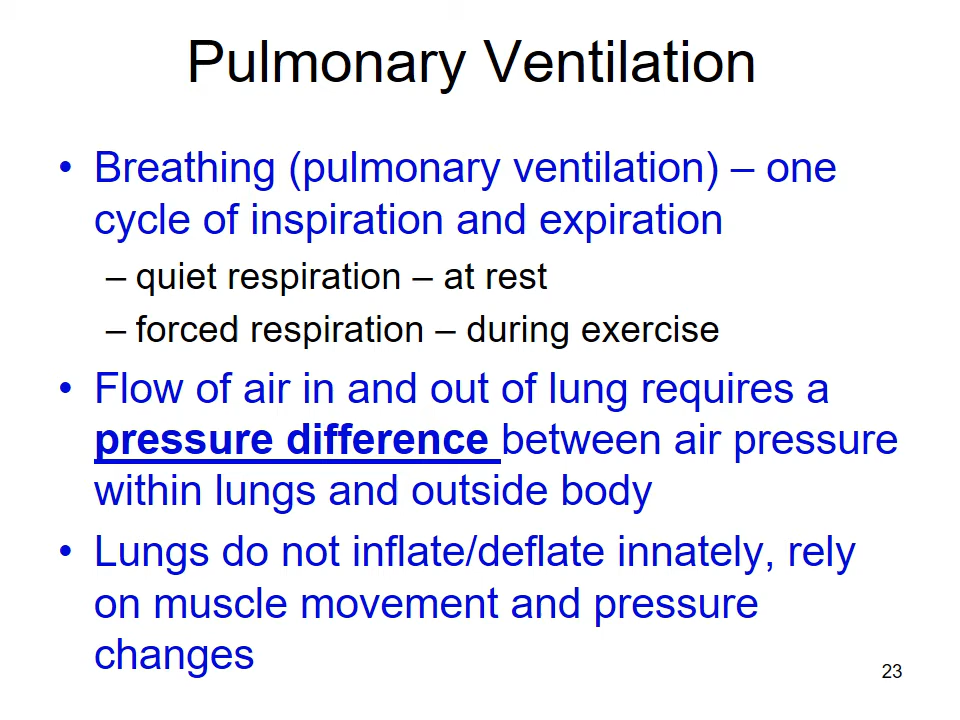 Pulmonary Ventilation
• Breathing (pulmonary ventilation) – one
cycle of inspiration and expiration
– quiet respiration – at rest
– forced respiration – during exercise
• Flow of air in and out of lung requires a
pressure difference between air pressure
within lungs and outside body
• Lungs do not inflate/deflate innately, rely
on muscle movement and pressure
changes
23